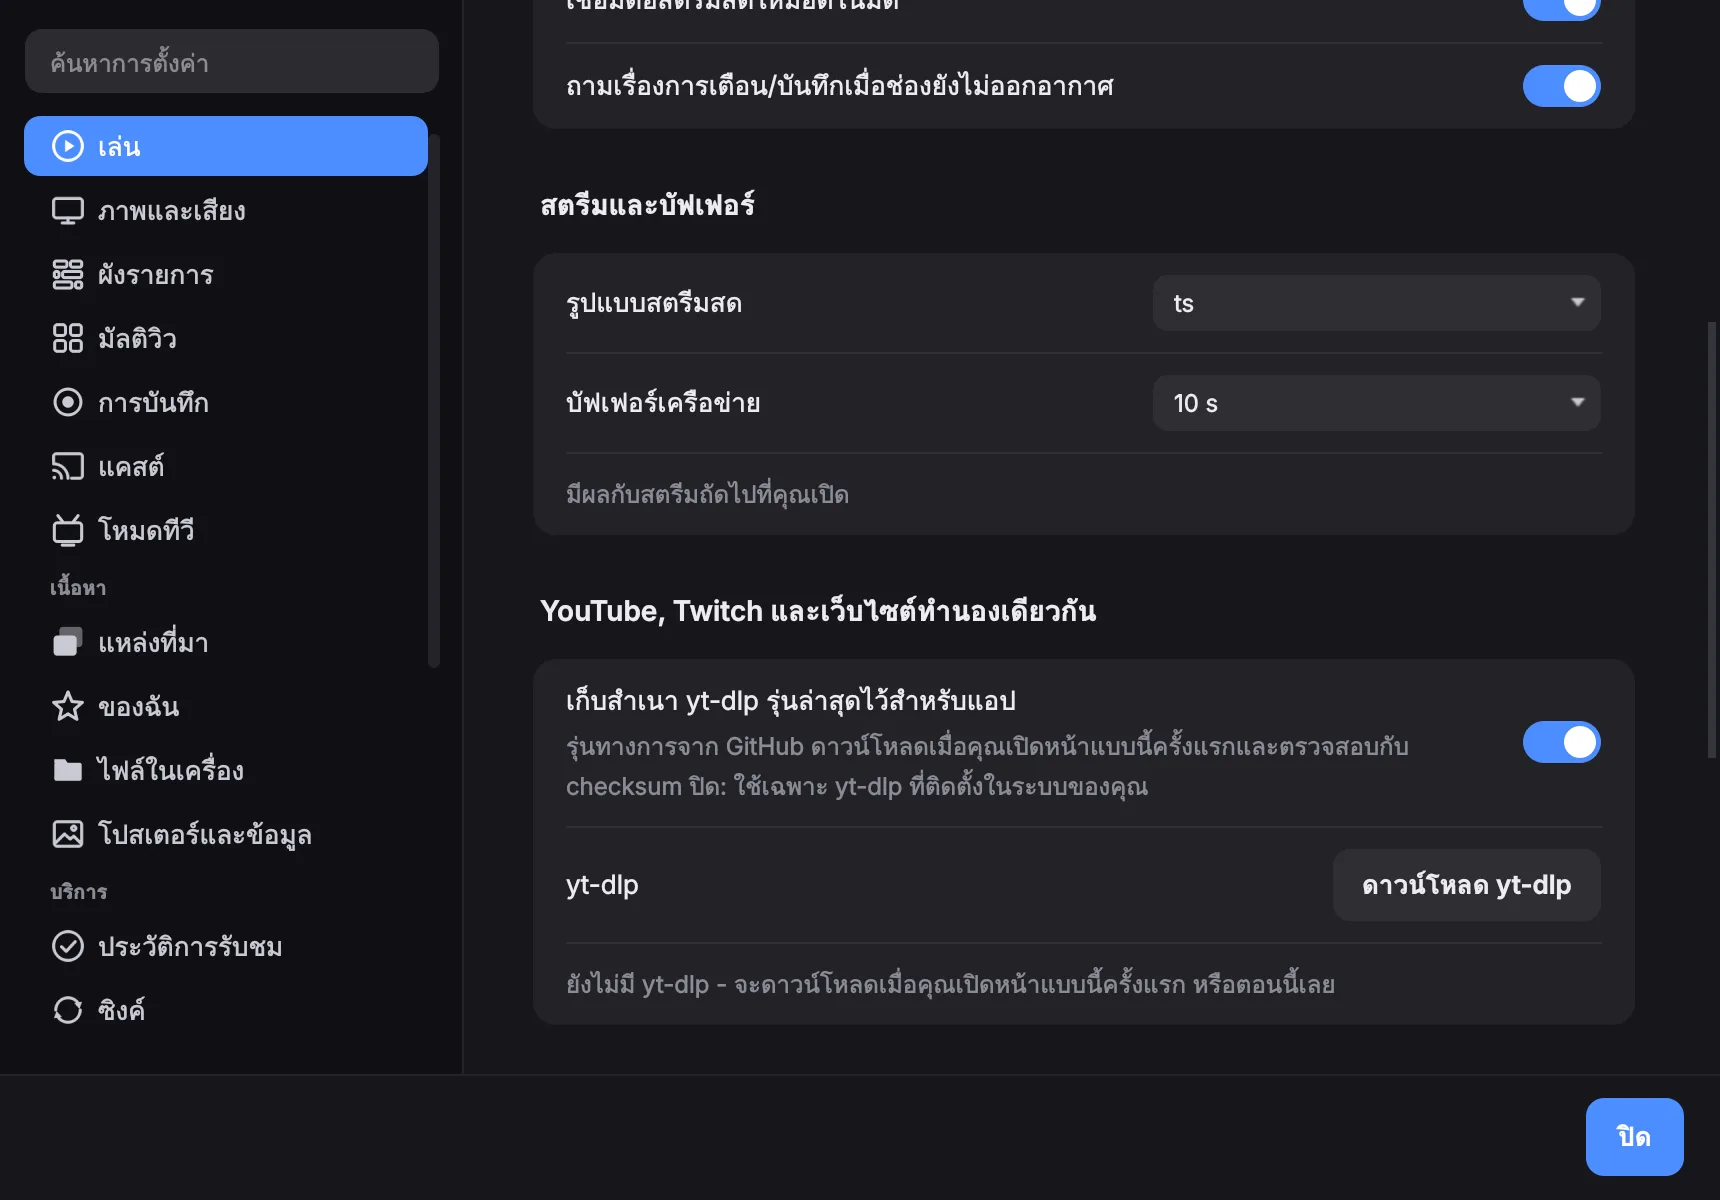 ค้นหาการตั้งค่า
เล่น
ภาพและเสียง
ผังรายการ
มัลติวิว
การบันทึก
แคสต์
โหมดทีวี
เนื้อหา
แหล่งที่มา
ของฉัน
ไฟล์ในเครื่อง
โปสเตอร์และข้อมูล
บริการ
ประวัติการรับชม
ซิงค์
ถามเรื่องการเตือน/บันทึกเมื่อช่องยังไม่ออกอากาศ
สตรีมและบัฟเฟอร์
รูปแบบสตรีมสด
ts
บัฟเฟอร์เครือข่าย
10 s
มีผลกับสตรีมถัดไปที่คุณเปิด
YouTube, Twitch และเว็บไซต์ทำนองเดียวกัน
เก็บสำเนา yt-dlp รุ่นล่าสุดไว้สำหรับแอป
รุ่นทางการจาก GitHub ดาวน์โหลดเมื่อคุณเปิดหน้าแบบนี้ครั้งแรกและตรวจสอบกับ
checksum ปิด: ใช้เฉพาะ yt-dlp ที่ติดตั้งในระบบของคุณ
yt-dlp
ดาวน์โหลด yt-dlp
ยังไม่มี yt-dlp - จะดาวน์โหลดเมื่อคุณเปิดหน้าแบบนี้ครั้งแรก หรือตอนนี้เลย
ปิด